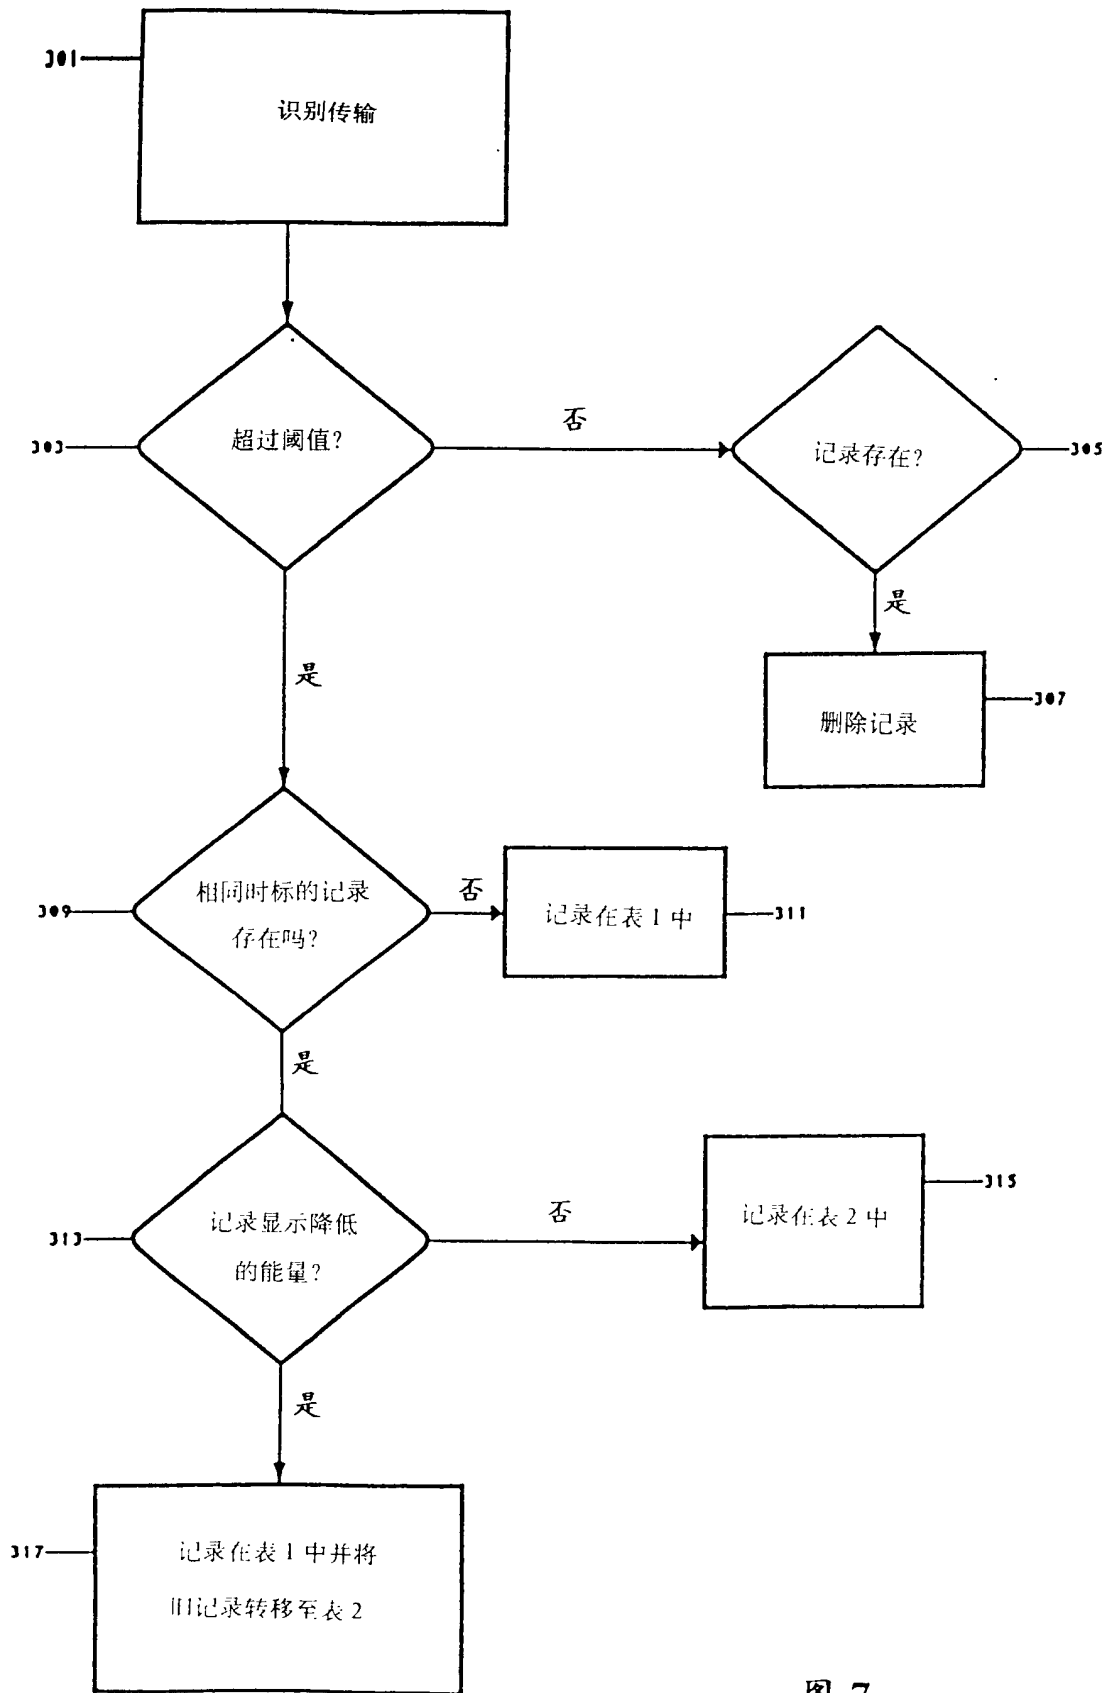 301
识别传输
303
超过阈值?
否
记录存在?
305
是
是
删除记录
307
309
相同时标的记录
存在吗?
否
记录在表1中
311
是
313
记录显示降低
的能量?
否
记录在表2中
315
是
317
记录在表1中并将
旧记录转移至表2
图 7